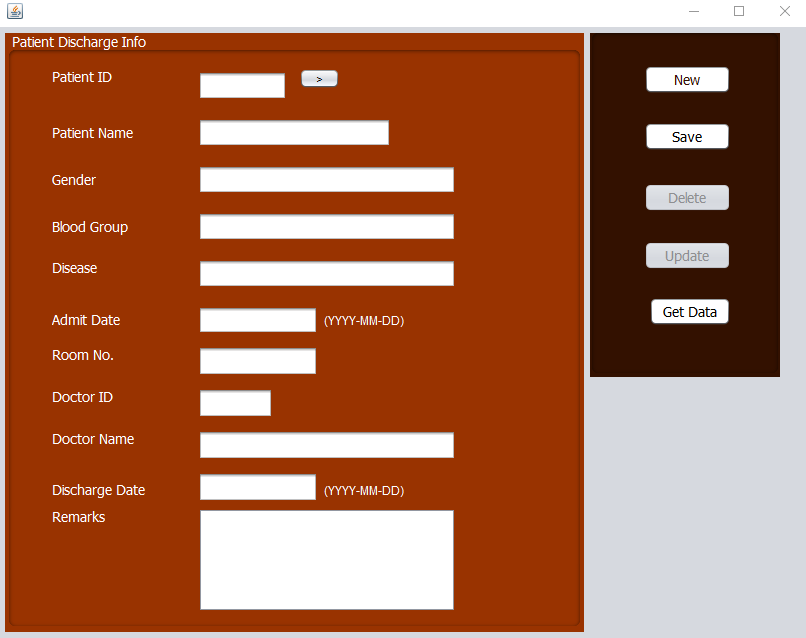 Patient Discharge Info
Patient ID
>
Patient Name
Gender
Blood Group
Disease
Admit Date (YYYY-MM-DD)
Room No.
Doctor ID
Doctor Name
Discharge Date (YYYY-MM-DD)
Remarks
New
Save
Delete
Update
Get Data